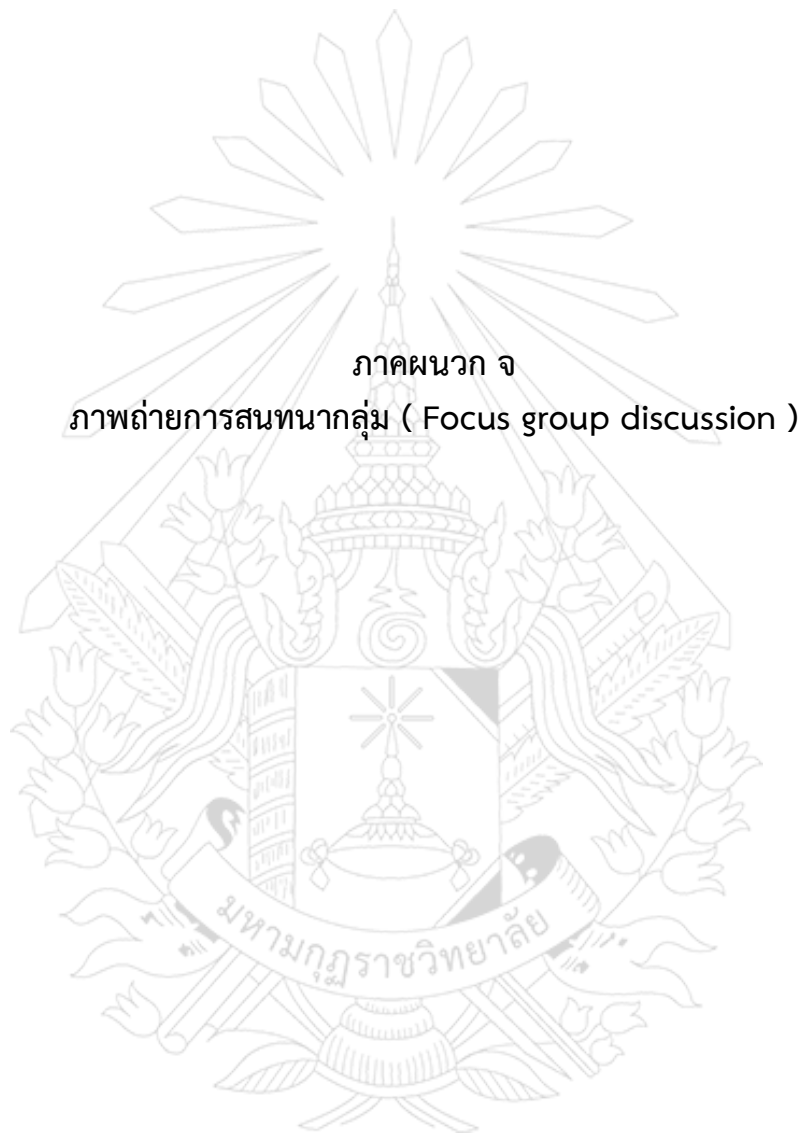 ภาคผนวก จ
ภาพถ่ายการสนทนากลุ่ม ( Focus group discussion )
มหามกุฏราชวิทยาลัย